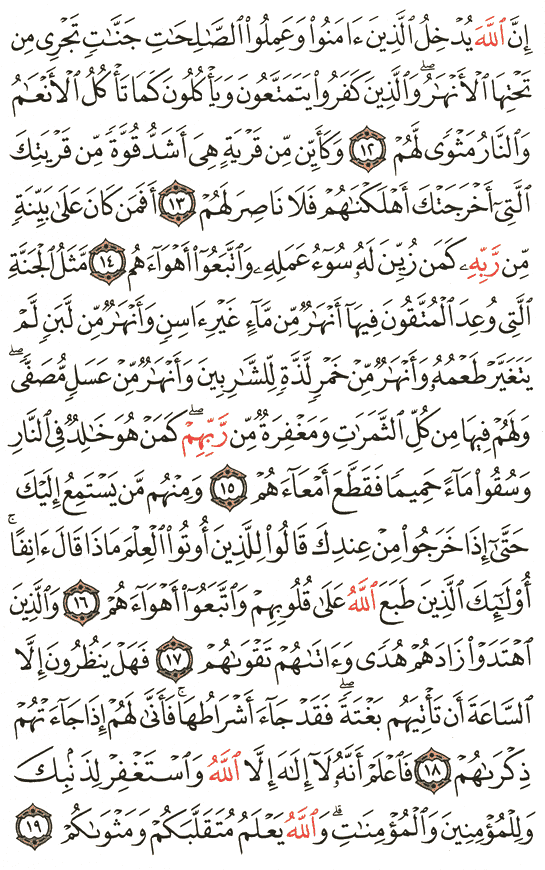 إِنَّ ٱللَّهَ يُدْخِلُ ٱلَّذِينَ ءَامَنُوا۟ وَعَمِلُوا۟ ٱلصَّـٰلِحَـٰتِ جَنَّـٰتٍ تَجْرِى مِن
تَحْتِهَا ٱلْأَنْهَـٰرُ ۖ وَٱلَّذِينَ كَفَرُوا۟ يَتَمَتَّعُونَ وَيَأْكُلُونَ كَمَا تَأْكُلُ ٱلْأَنْعَـٰمُ
وَٱلنَّارُ مَثْوًى لَّهُمْ ١٢ وَكَأَيِّن مِّن قَرْيَةٍ هِىَ أَشَدُّ قُوَّةً مِّن قَرْيَتِكَ
ٱلَّتِىٓ أَخْرَجَتْكَ أَهْلَكْنَـٰهُمْ فَلَا نَاصِرَ لَهُمْ ١٣ أَفَمَن كَانَ عَلَىٰ بَيِّنَةٍ
مِّن رَّبِّهِۦ كَمَن زُيِّنَ لَهُۥ سُوٓءُ عَمَلِهِۦ وَٱتَّبَعُوٓا۟ أَهْوَآءَهُم ١٤ مَّثَلُ ٱلْجَنَّةِ
ٱلَّتِى وُعِدَ ٱلْمُتَّقُونَ فِيهَآ أَنْهَـٰرٌ مِّن مَّآءٍ غَيْرِ ءَاسِنٍ وَأَنْهَـٰرٌ مِّن لَّبَنٍ لَّمْ
يَتَغَيَّرْ طَعْمُهُۥ وَأَنْهَـٰرٌ مِّنْ خَمْرٍ لَّذَّةٍ لِّلشَّـٰرِبِينَ وَأَنْهَـٰرٌ مِّنْ عَسَلٍ مُّصَفًّى ۖ
وَلَهُمْ فِيهَا مِن كُلِّ ٱلثَّمَرَٰتِ وَمَغْفِرَةٌ مِّن رَّبِّهِمْ ۖ كَمَنْ هُوَ خَـٰلِدٌ فِى ٱلنَّارِ
وَسُقُوا۟ مَآءً حَمِيمًا فَقَطَّعَ أَمْعَآءَهُمْ ١٥ وَمِنْهُم مَّن يَسْتَمِعُ إِلَيْكَ
حَتَّىٰٓ إِذَا خَرَجُوا۟ مِنْ عِندِكَ قَالُوا۟ لِلَّذِينَ أُوتُوا۟ ٱلْعِلْمَ مَاذَا قَالَ ءَانِفًا ۚ
أُو۟لَـٰٓئِكَ ٱلَّذِينَ طَبَعَ ٱللَّهُ عَلَىٰ قُلُوبِهِمْ وَٱتَّبَعُوٓا۟ أَهْوَآءَهُمْ ١٦ وَٱلَّذِينَ
ٱهْتَدَوْا۟ زَادَهُمْ هُدًى وَءَاتَىٰهُمْ تَقْوَىٰهُمْ ١٧ فَهَلْ يَنظُرُونَ إِلَّا
ٱلسَّاعَةَ أَن تَأْتِيَهُم بَغْتَةً ۖ فَقَدْ جَآءَ أَشْرَاطُهَا ۚ فَأَنَّىٰ لَهُمْ إِذَا جَآءَتْهُمْ
ذِكْرَىٰهُمْ ١٨ فَٱعْلَمْ أَنَّهُۥ لَآ إِلَـٰهَ إِلَّا ٱللَّهُ وَٱسْتَغْفِرْ لِذَنۢبِكَ
وَلِلْمُؤْمِنِينَ وَٱلْمُؤْمِنَـٰتِ ۗ وَٱللَّهُ يَعْلَمُ مُتَقَلَّبَكُمْ وَمَثْوَىٰكُمْ ١٩